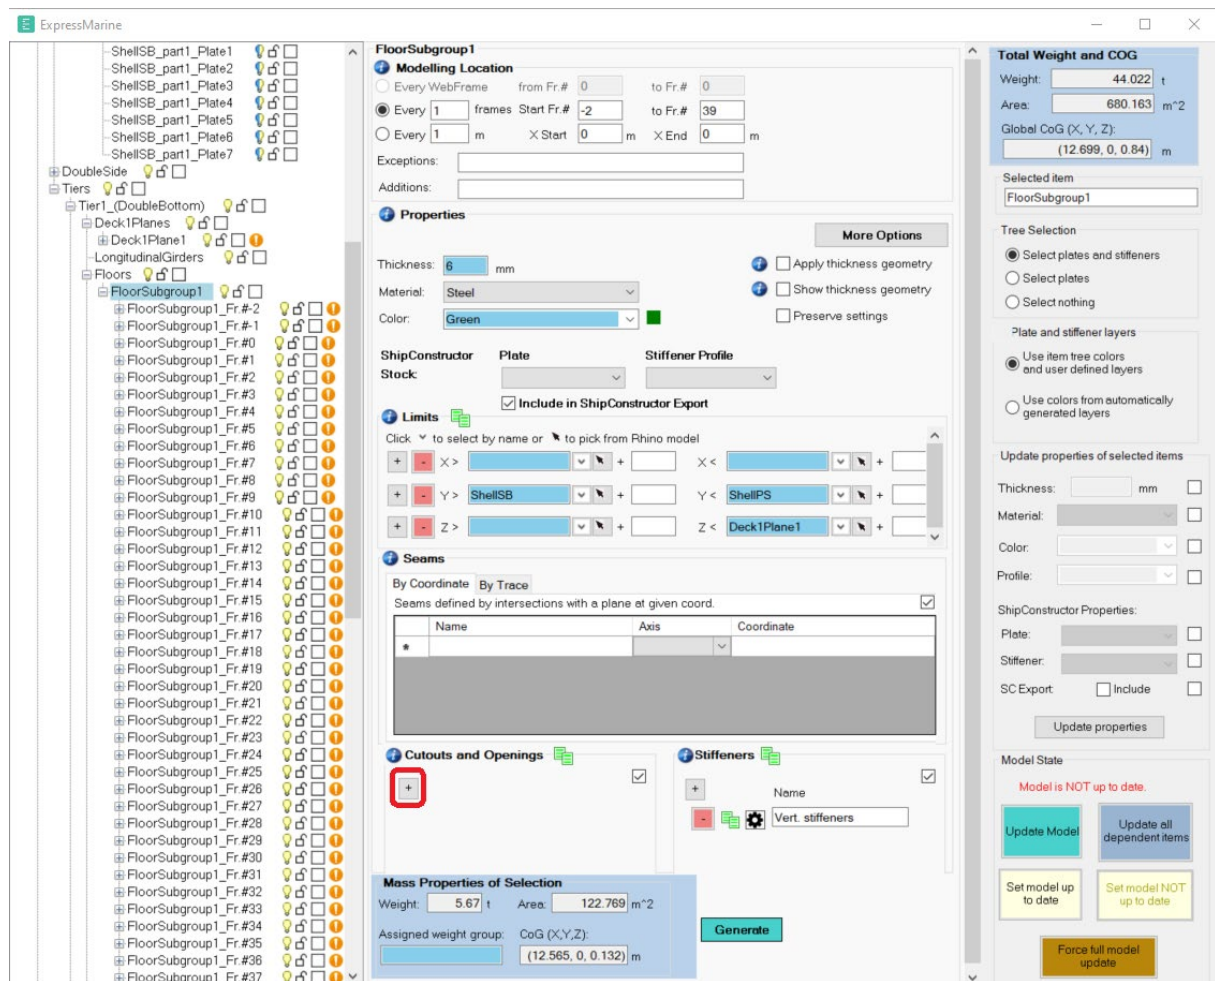 ExpressMarine
ShellSB_part1_Plate1
ShellSB_part1_Plate2
ShellSB_part1_Plate3
ShellSB_part1_Plate4
ShellSB_part1_Plate5
ShellSB_part1_Plate6
ShellSB_part1_Plate7
DoubleSide
Tiers
Tier1_(DoubleBottom)
Deck1Planes
Deck1Plane1
LongitudinalGirders
Floors
FloorSubgroup1
FloorSubgroup1_Fr.#-2
FloorSubgroup1_Fr.#-1
FloorSubgroup1_Fr.#0
FloorSubgroup1_Fr.#1
FloorSubgroup1_Fr.#2
FloorSubgroup1_Fr.#3
FloorSubgroup1_Fr.#4
FloorSubgroup1_Fr.#5
FloorSubgroup1_Fr.#6
FloorSubgroup1_Fr.#7
FloorSubgroup1_Fr.#8
FloorSubgroup1_Fr.#9
FloorSubgroup1_Fr.#10
FloorSubgroup1_Fr.#11
FloorSubgroup1_Fr.#12
FloorSubgroup1_Fr.#13
FloorSubgroup1_Fr.#14
FloorSubgroup1_Fr.#15
FloorSubgroup1_Fr.#16
FloorSubgroup1_Fr.#17
FloorSubgroup1_Fr.#18
FloorSubgroup1_Fr.#19
FloorSubgroup1_Fr.#20
FloorSubgroup1_Fr.#21
FloorSubgroup1_Fr.#22
FloorSubgroup1_Fr.#23
FloorSubgroup1_Fr.#24
FloorSubgroup1_Fr.#25
FloorSubgroup1_Fr.#26
FloorSubgroup1_Fr.#27
FloorSubgroup1_Fr.#28
FloorSubgroup1_Fr.#29
FloorSubgroup1_Fr.#30
FloorSubgroup1_Fr.#31
FloorSubgroup1_Fr.#32
FloorSubgroup1_Fr.#33
FloorSubgroup1_Fr.#34
FloorSubgroup1_Fr.#35
FloorSubgroup1_Fr.#36
FloorSubgroup1_Fr.#37
FloorSubgroup1
Modelling Location
Every WebFrame from Fr.# 0 to Fr.# 0
Every 1 frames Start Fr.# -2 to Fr.# 39
Every 1 m X Start 0 m X End 0 m
Exceptions:
Additions:
Properties
More Options
Thickness: 6 mm
Apply thickness geometry
Material: Steel
Show thickness geometry
Color: Green
Preserve settings
ShipConstructor Plate Stiffener Profile
Stock:
Include in ShipConstructor Export
Limits
Click to select by name or to pick from Rhino model
+ - X > + X < +
+ - Y > ShellSB + Y < ShellPS +
+ - Z > + Z < Deck1Plane1 +
Seams
By Coordinate By Trace
Seams defined by intersections with a plane at given coord.
Name Axis Coordinate
*
Cutouts and Openings
+
Stiffeners
+ Name
- Vert. stiffeners
Mass Properties of Selection
Weight: 5.67 t Area: 122.769 m^2
Assigned weight group: CoG (X,Y,Z):
(12.565, 0, 0.132) m
Generate
Total Weight and COG
Weight: 44.022 t
Area: 680.163 m^2
Global CoG (X, Y, Z):
(12.699, 0, 0.84) m
Selected item
FloorSubgroup1
Tree Selection
Select plates and stiffeners
Select plates
Select nothing
Plate and stiffener layers
Use item tree colors
and user defined layers
Use colors from automatically
generated layers
Update properties of selected items
Thickness: mm
Material:
Color:
Profile:
ShipConstructor Properties:
Plate:
Stiffener:
SC Export: Include
Update properties
Model State
Model is NOT up to date.
Update Model
Update all
dependent items
Set model up
to date
Set model NOT
up to date
Force full model
update